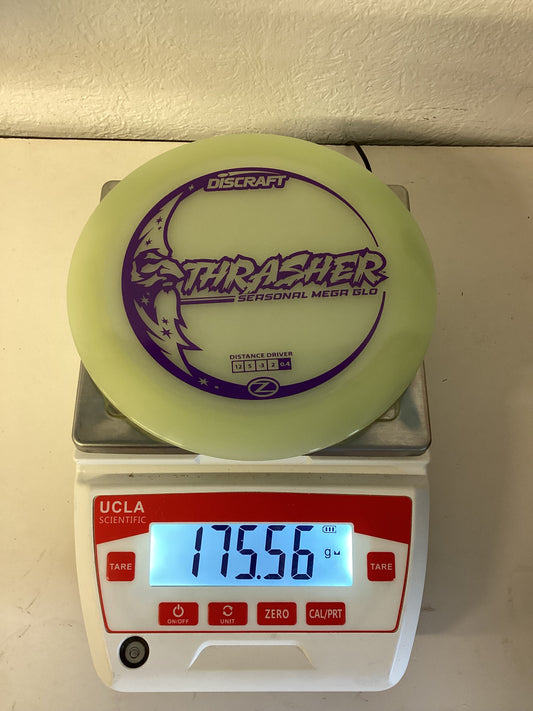 DISCRAFT
THRASHER
SEASONAL MEGA GLO
DISTANCE DRIVER
12 5 -3 2 0.4
Z
UCLA
SCIENTIFIC
175.56 g
TARE
TARE
ON/OFF
UNIT
ZERO
CAL/PRT